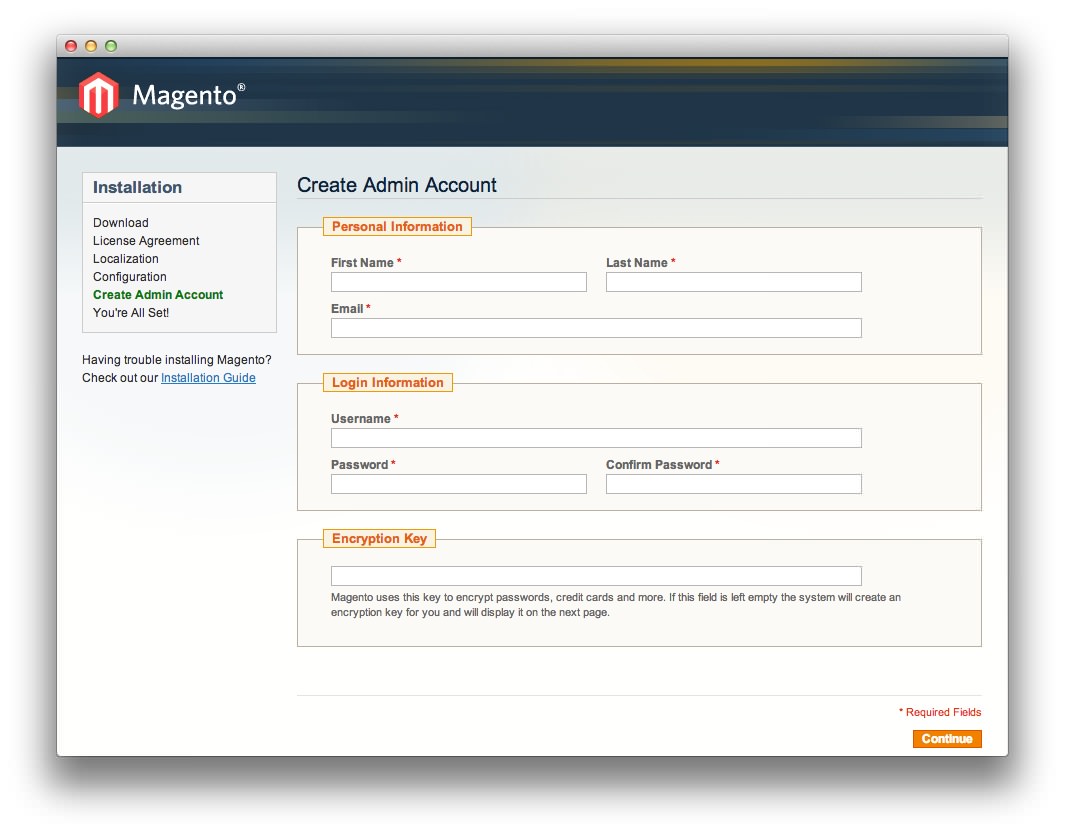 Magento®
Installation
Download
License Agreement
Localization
Configuration
Create Admin Account
You're All Set!
Having trouble installing Magento?
Check out our Installation Guide
Create Admin Account
Personal Information
First Name *
Last Name *
Email *
Login Information
Username *
Password *
Confirm Password *
Encryption Key
Magento uses this key to encrypt passwords, credit cards and more. If this field is left empty the system will create an
encryption key for you and will display it on the next page.
* Required Fields
Continue